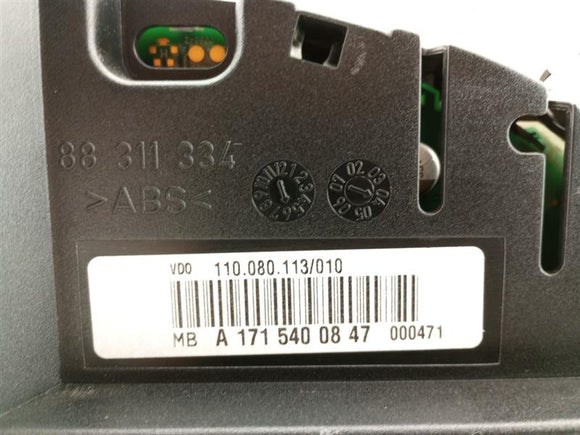 88 311 334
>ABS<
VDO 110.080.113/010
MB A 171 540 08 47 000471